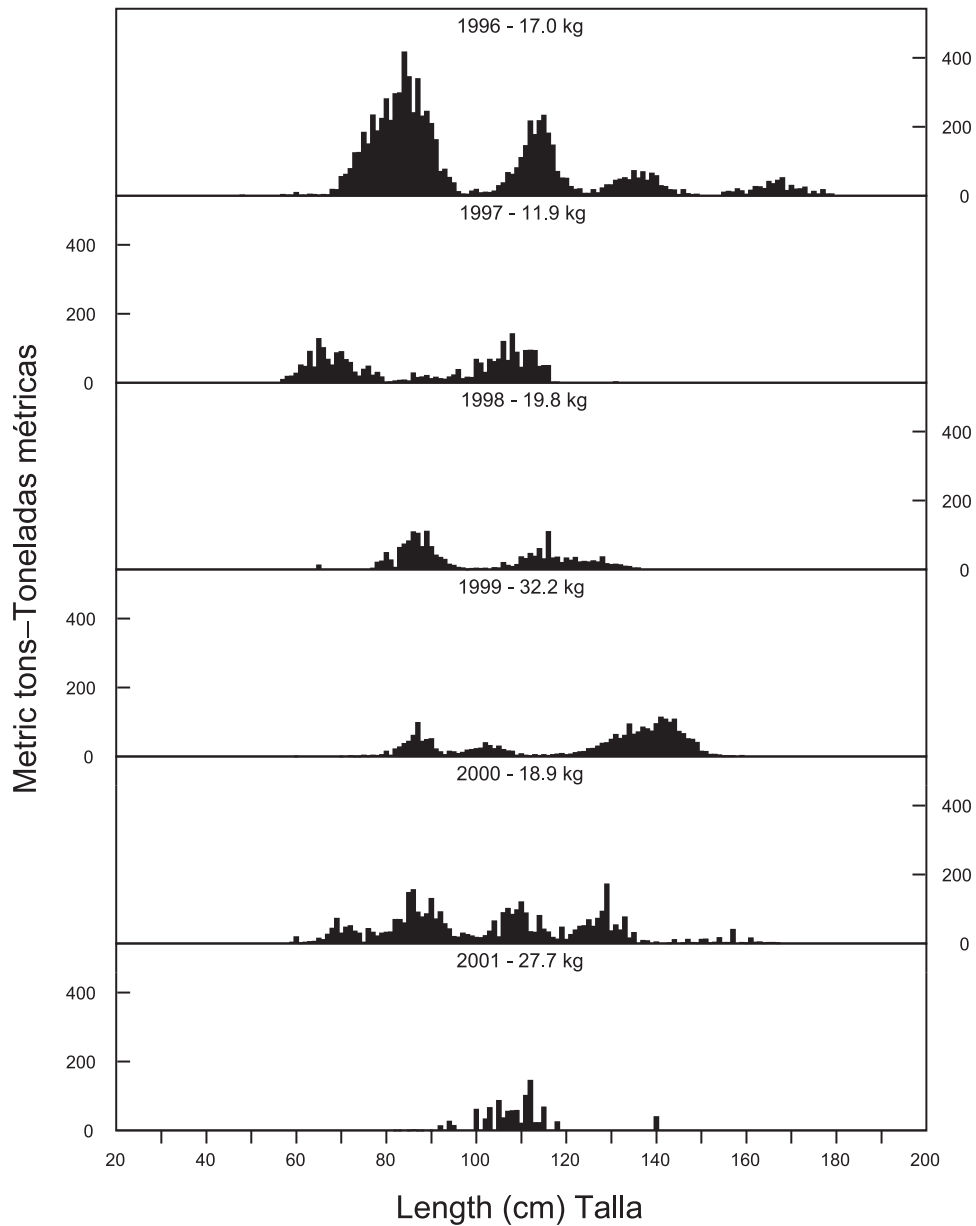 1996 - 17.0 kg
400
200
0
1997 - 11.9 kg
400
200
0
1998 - 19.8 kg
400
200
0
1999 - 32.2 kg
400
200
0
2000 - 18.9 kg
400
200
0
2001 - 27.7 kg
400
200
0
20 40 60 80 100 120 140 160 180 200
Length (cm) Talla
Metric tons–Toneladas métricas